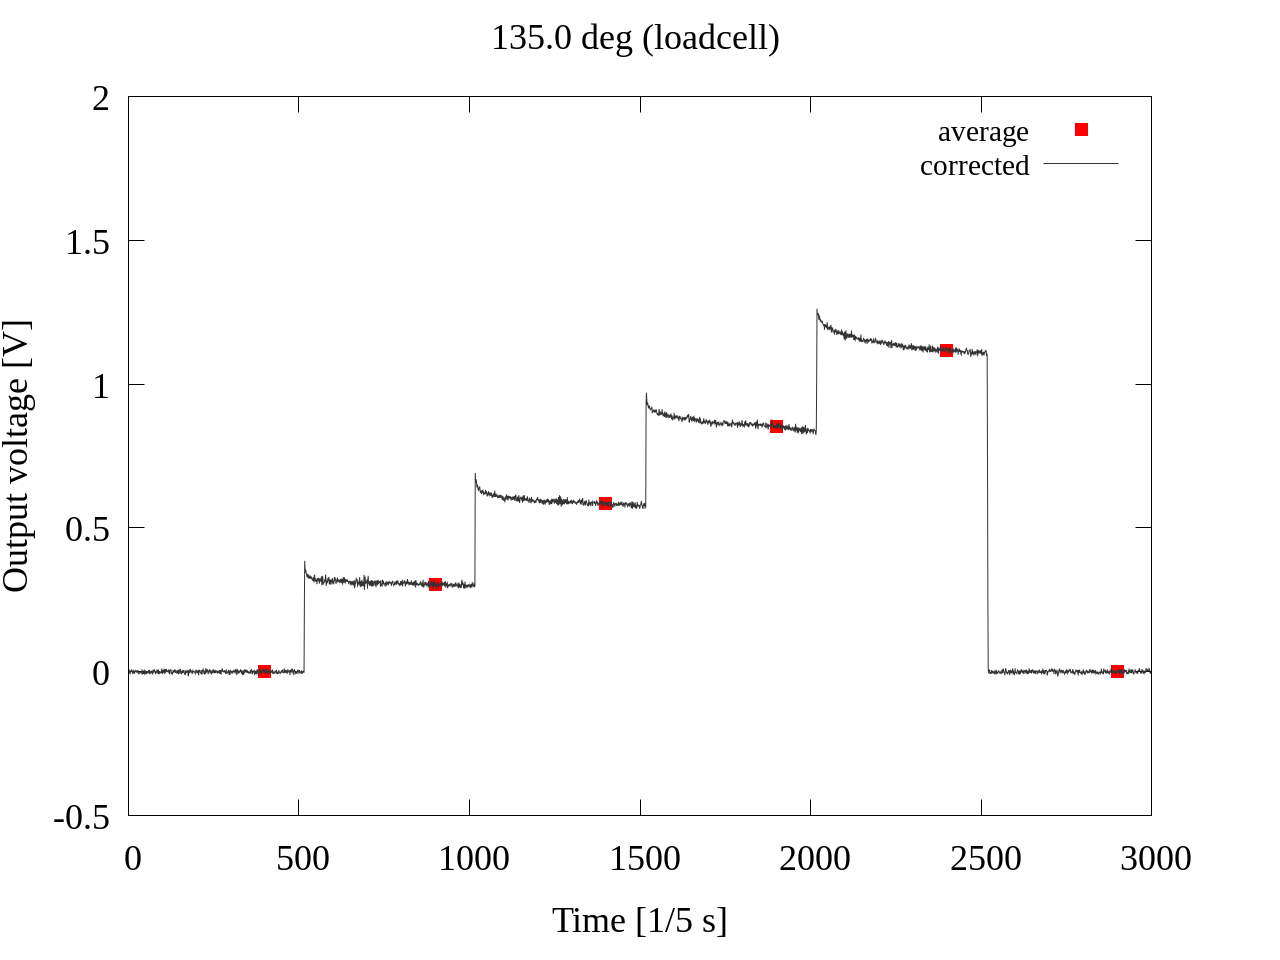 135.0 deg (loadcell)
2
1.5
1
0.5
0
-0.5
Output voltage [V]
average
corrected
0 500 1000 1500 2000 2500 3000
Time [1/5 s]